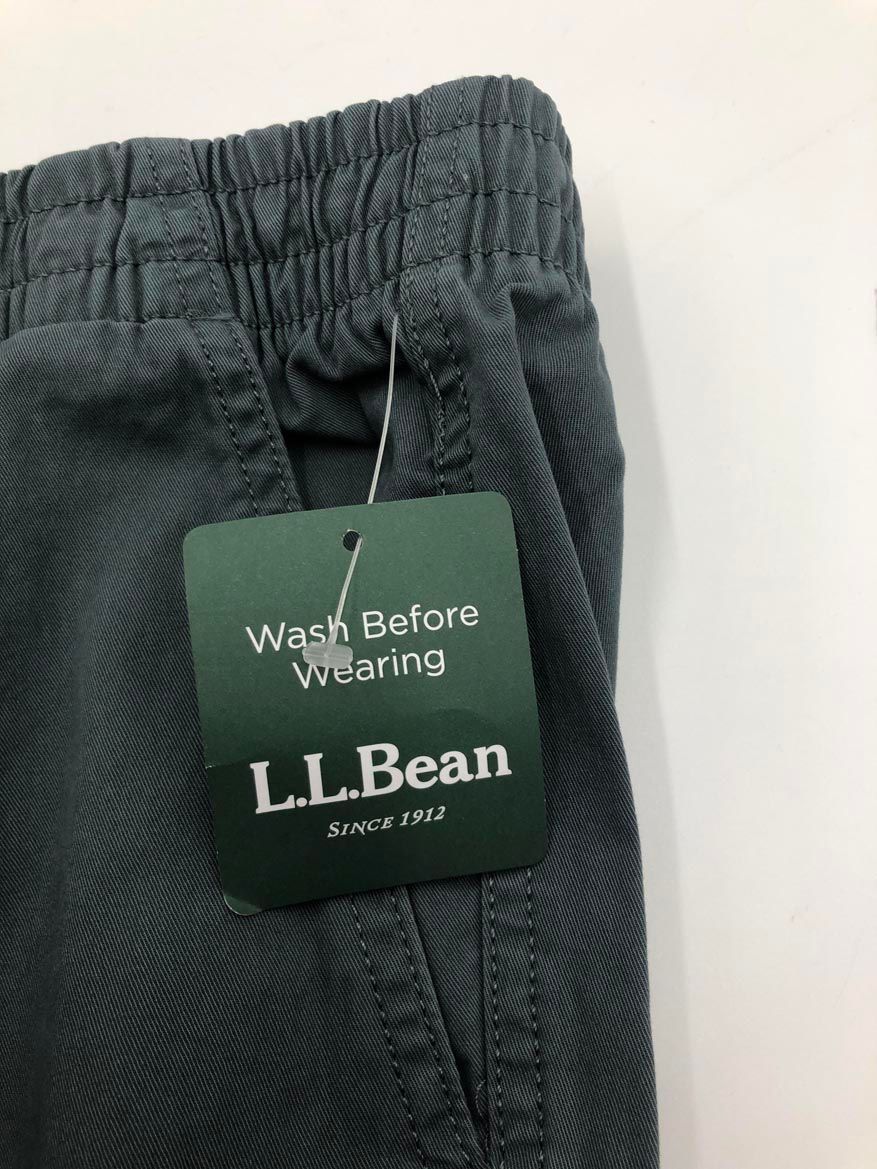 Wash Before
Wearing
L.L.Bean
SINCE 1912